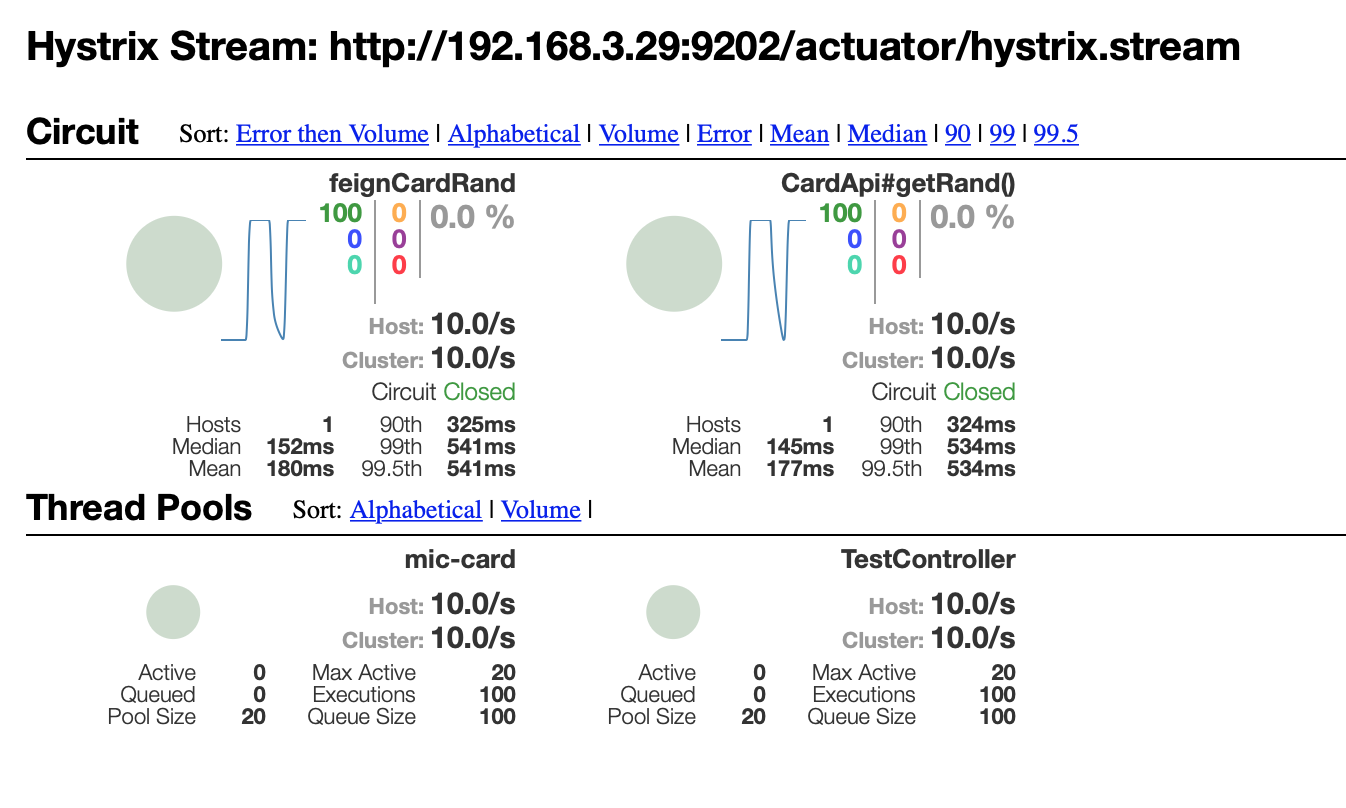 Hystrix Stream: http://192.168.3.29:9202/actuator/hystrix.stream
Circuit Sort: Error then Volume | Alphabetical | Volume | Error | Mean | Median | 90 | 99 | 99.5
feignCardRand CardApi#getRand()
100 0 0.0 % 100 0 0.0 %
0 0 0 0
0 0 0 0
Host: 10.0/s Host: 10.0/s
Cluster: 10.0/s Cluster: 10.0/s
Circuit Closed Circuit Closed
Hosts 1 90th 325ms Hosts 1 90th 324ms
Median 152ms 99th 541ms Median 145ms 99th 534ms
Mean 180ms 99.5th 541ms Mean 177ms 99.5th 534ms
Thread Pools Sort: Alphabetical | Volume |
mic-card TestController
Host: 10.0/s Host: 10.0/s
Cluster: 10.0/s Cluster: 10.0/s
Active 0 Max Active 20 Active 0 Max Active 20
Queued 0 Executions 100 Queued 0 Executions 100
Pool Size 20 Queue Size 100 Pool Size 20 Queue Size 100